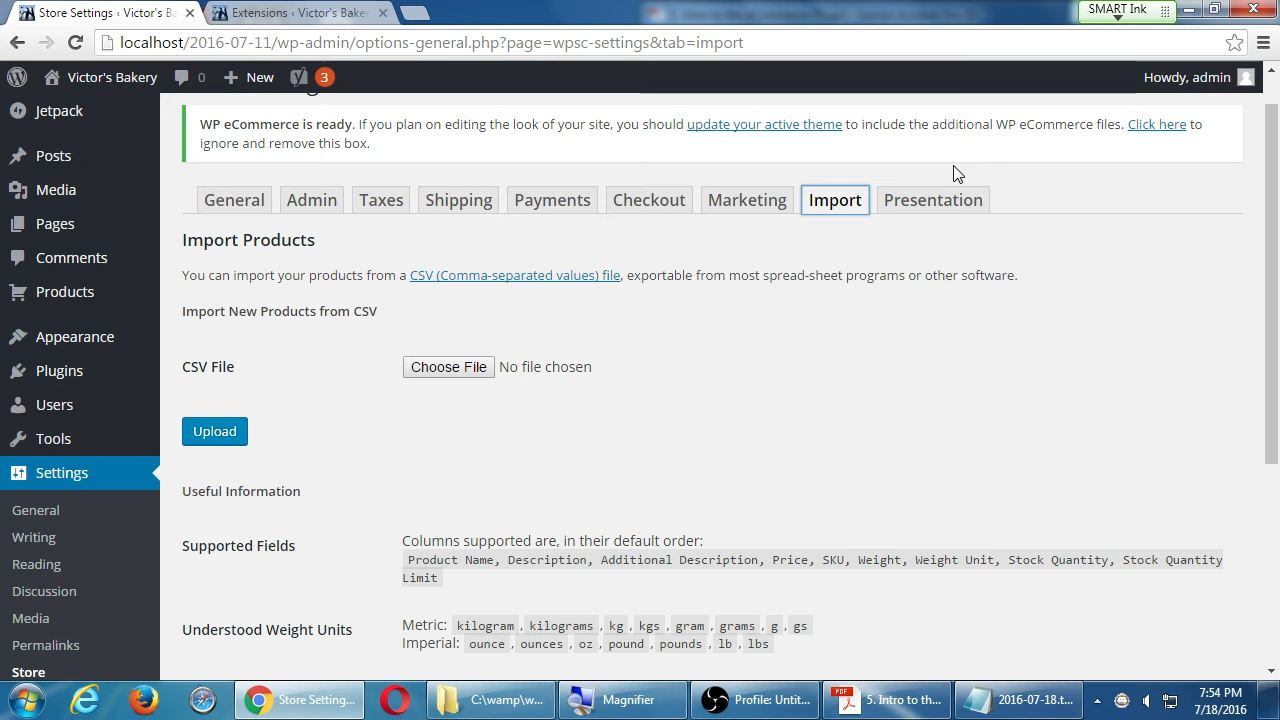 SMART Ink
Store Settings ‹ Victor's Ba
Extensions ‹ Victor's Baker
localhost/2016-07-11/wp-admin/options-general.php?page=wpsc-settings&tab=import
Victor's Bakery
0
New
3
Howdy, admin
Jetpack
Posts
Media
Pages
Comments
Products
Appearance
Plugins
Users
Tools
Settings
General
Writing
Reading
Discussion
Media
Permalinks
Store
WP eCommerce is ready. If you plan on editing the look of your site, you should update your active theme to include the additional WP eCommerce files. Click here to
ignore and remove this box.
General
Admin
Taxes
Shipping
Payments
Checkout
Marketing
Import
Presentation
Import Products
You can import your products from a CSV (Comma-separated values) file, exportable from most spread-sheet programs or other software.
Import New Products from CSV
CSV File
Choose File No file chosen
Upload
Useful Information
Supported Fields
Columns supported are, in their default order:
Product Name, Description, Additional Description, Price, SKU, Weight, Weight Unit, Stock Quantity, Stock Quantity
Limit
Understood Weight Units
Metric: kilogram , kilograms , kg , kgs , gram , grams , g , gs
Imperial: ounce , ounces , oz , pound , pounds , lb , lbs
Store Setting...
C:\wamp\w...
Magnifier
Profile: Untit...
PDF
5. Intro to th...
2016-07-18.t...
7:54 PM
7/18/2016